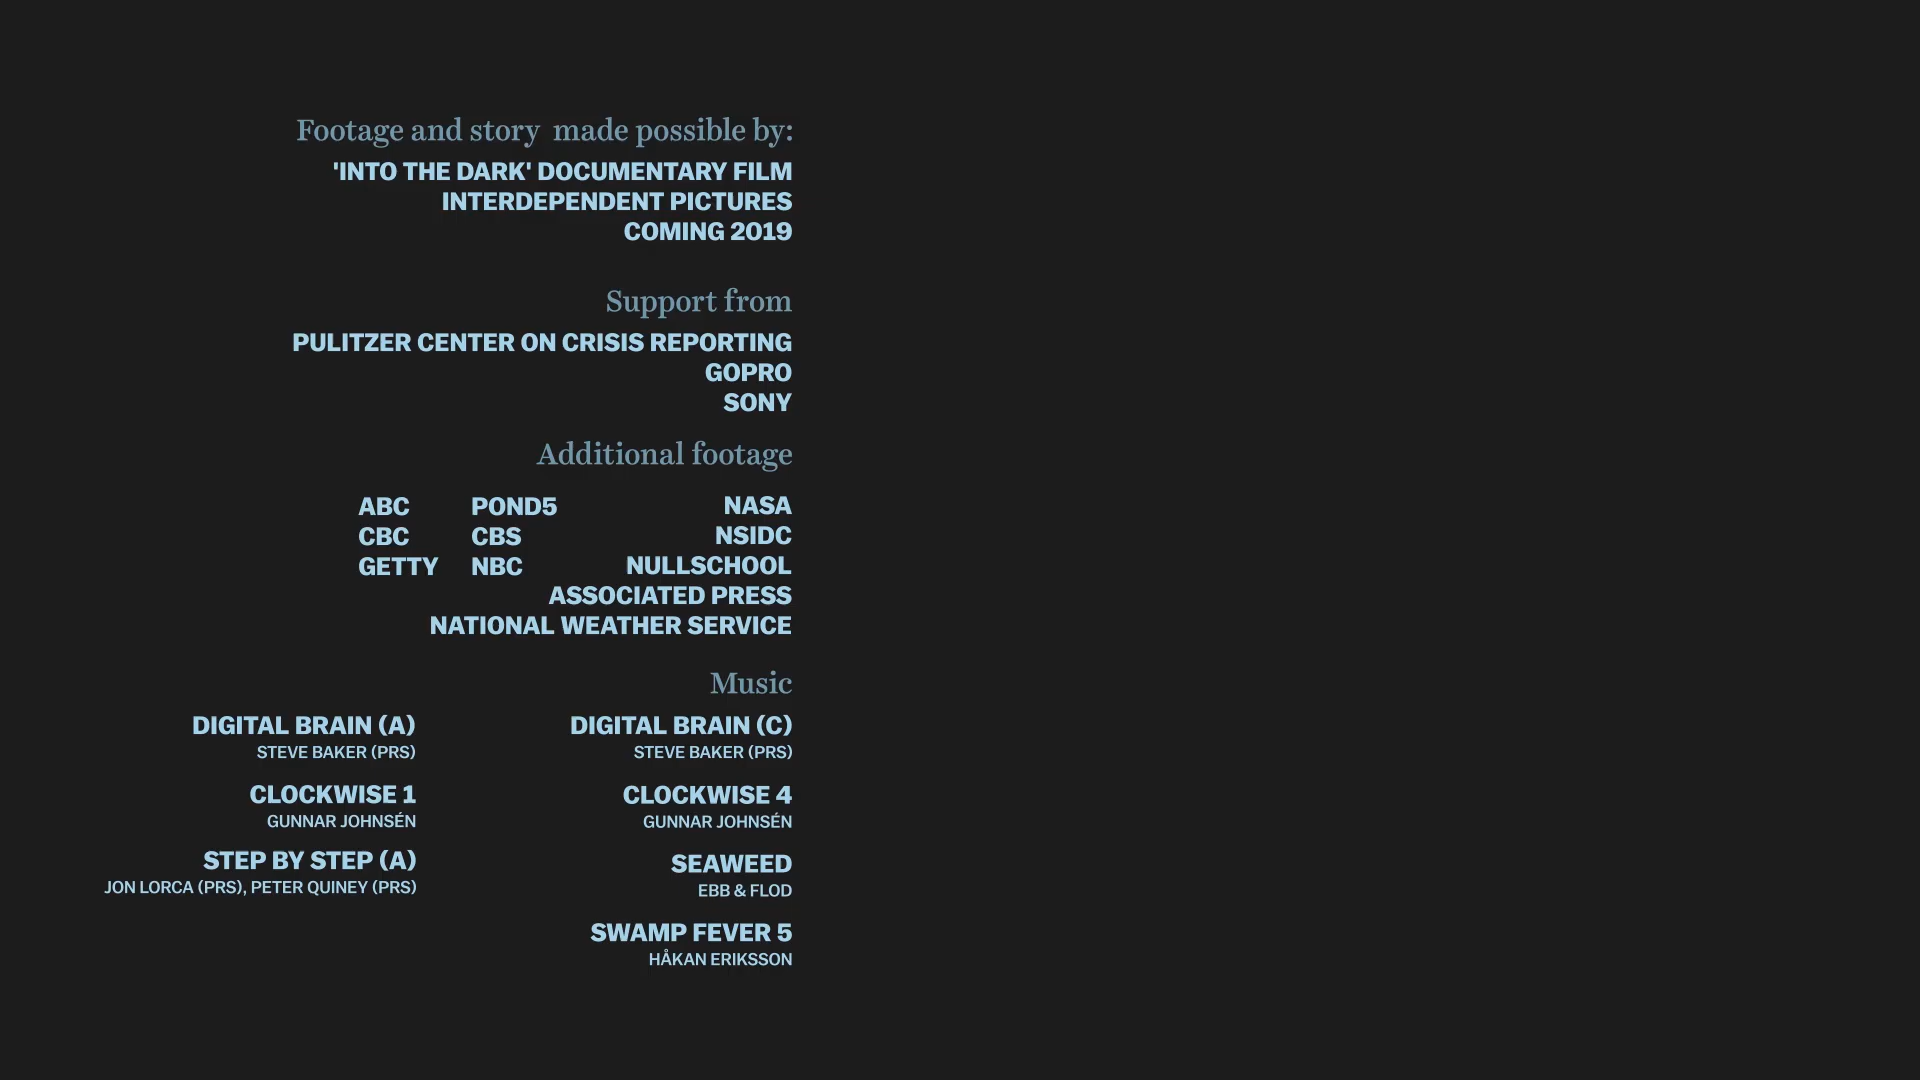 Footage and story  made possible by:
'INTO THE DARK' DOCUMENTARY FILM
INTERDEPENDENT PICTURES
COMING 2019
Support from
PULITZER CENTER ON CRISIS REPORTING
GOPRO
SONY
Additional footage
ABC POND5 NASA
CBC CBS NSIDC
GETTY NBC NULLSCHOOL
ASSOCIATED PRESS
NATIONAL WEATHER SERVICE
Music
DIGITAL BRAIN (A)
STEVE BAKER (PRS)
CLOCKWISE 1
GUNNAR JOHNSÉN
STEP BY STEP (A)
JON LORCA (PRS), PETER QUINEY (PRS)
DIGITAL BRAIN (C)
STEVE BAKER (PRS)
CLOCKWISE 4
GUNNAR JOHNSÉN
SEAWEED
EBB & FLOD
SWAMP FEVER 5
HÅKAN ERIKSSON